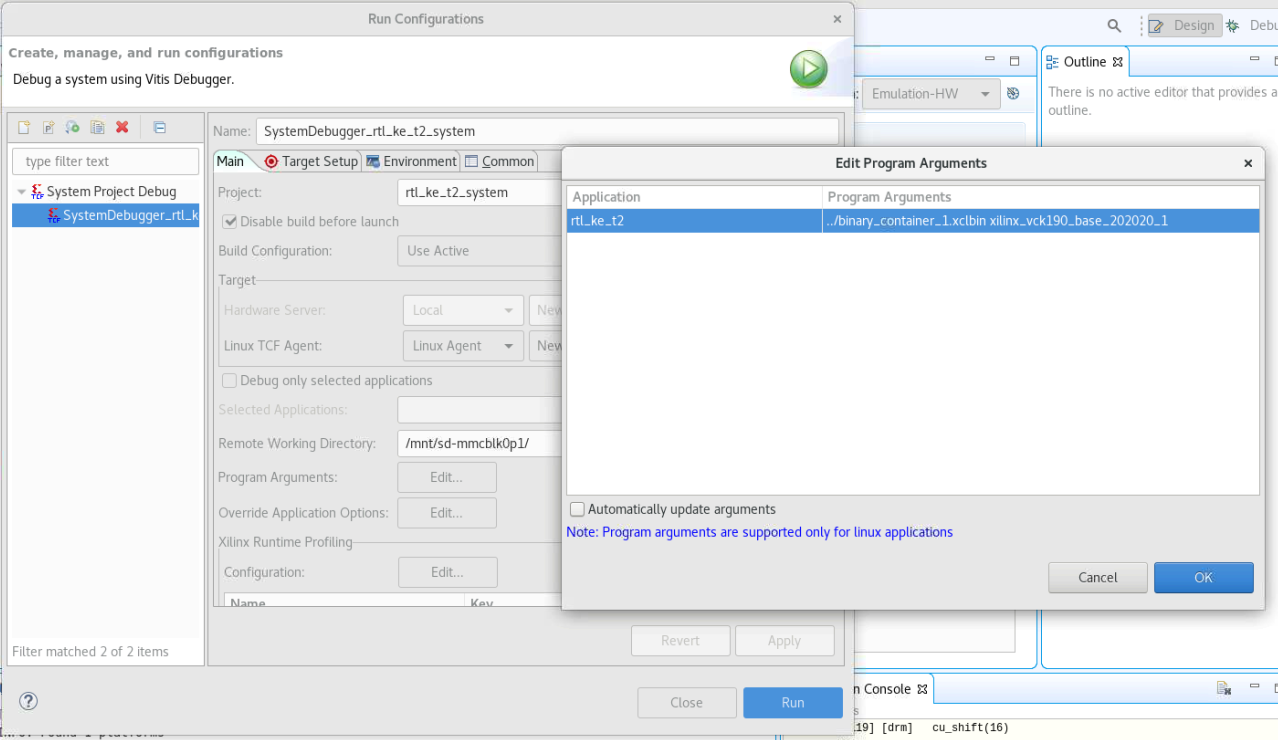 Run Configurations
Create, manage, and run configurations
Debug a system using Vitis Debugger.
type filter text
System Project Debug
SystemDebugger_rtl_k
Filter matched 2 of 2 items
Name: SystemDebugger_rtl_ke_t2_system
Main Target Setup Environment Common
Project: rtl_ke_t2_system
Disable build before launch
Build Configuration: Use Active
Target
Hardware Server: Local New
Linux TCF Agent: Linux Agent New
Debug only selected applications
Selected Applications:
Remote Working Directory: /mnt/sd-mmcblk0p1/
Program Arguments: Edit...
Override Application Options: Edit...
Xilinx Runtime Profiling
Configuration: Edit...
Name Key
Revert Apply
Close Run
Design Debu
Emulation-HW
Outline
There is no active editor that provides a
outline.
Edit Program Arguments
Application Program Arguments
rtl_ke_t2 ../binary_container_1.xclbin xilinx_vck190_base_202020_1
Automatically update arguments
Note: Program arguments are supported only for linux applications
Cancel OK
n Console
19] [drm] cu_shift(16)